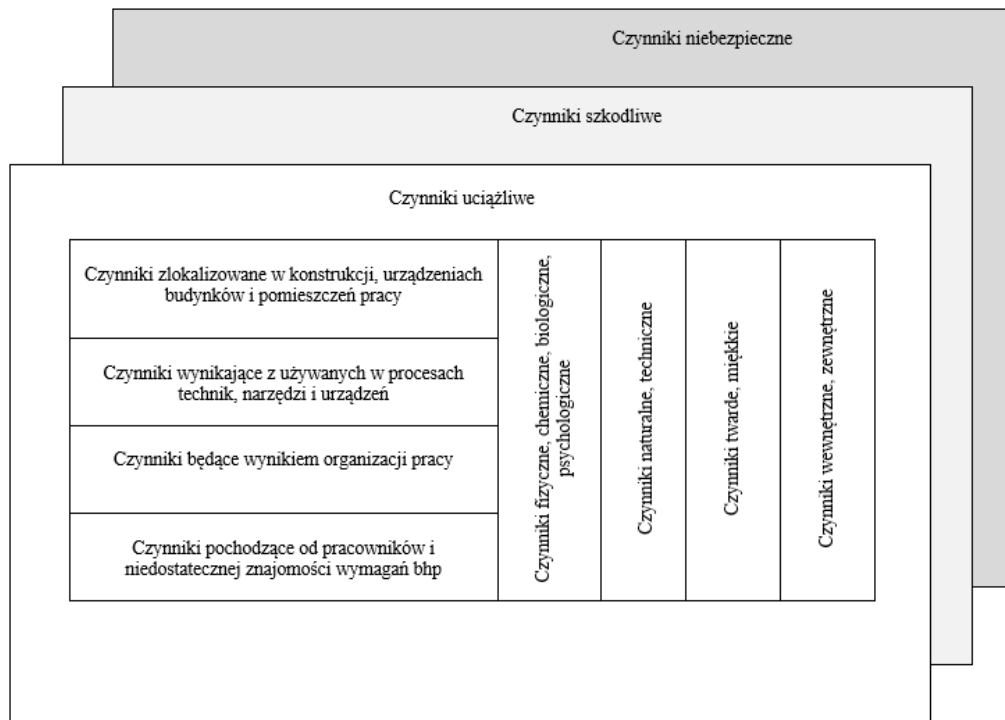 Czynniki niebezpieczne
Czynniki szkodliwe
Czynniki uciążliwe
Czynniki zlokalizowane w konstrukcji, urządzeniach
budynków i pomieszczeń pracy
Czynniki wynikające z używanych w procesach
technik, narzędzi i urządzeń
Czynniki będące wynikiem organizacji pracy
Czynniki pochodzące od pracowników i
niedostatecznej znajomości wymagań bhp
Czynniki fizyczne, chemiczne, biologiczne,
psychologiczne
Czynniki naturalne, techniczne
Czynniki twarde, miękkie
Czynniki wewnętrzne, zewnętrzne